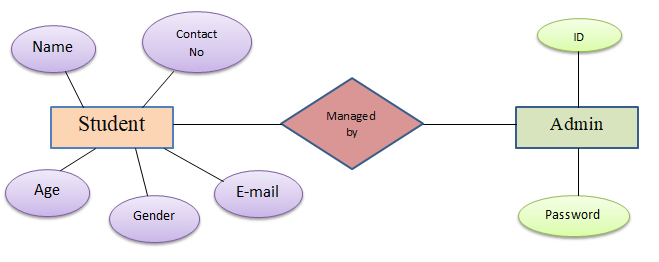 Name
Contact
No
ID
Student
Managed
by
Admin
Age
Gender
E-mail
Password